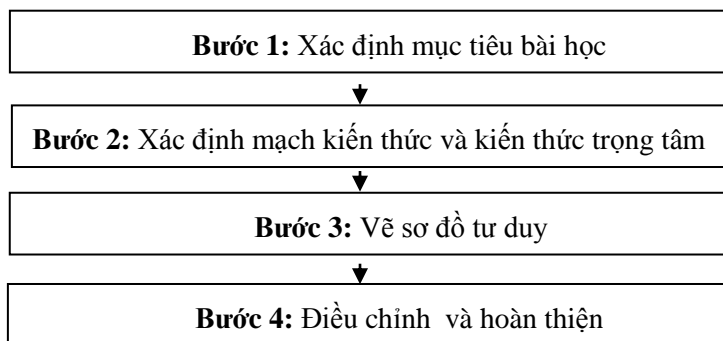 Bước 1: Xác định mục tiêu bài học
Bước 2: Xác định mạch kiến thức và kiến thức trọng tâm
Bước 3: Vẽ sơ đồ tư duy
Bước 4: Điều chỉnh và hoàn thiện